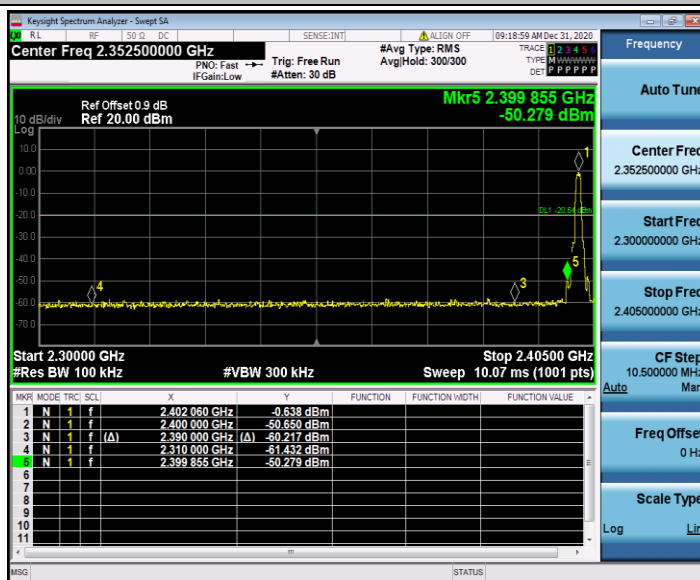 Keysight Spectrum Analyzer - Swept SA
RL RF 50 Ω DC SENSE:INT ALIGN OFF 09:18:59 AM Dec 31, 2020
Center Freq 2.352500000 GHz
PNO: Fast
IFGain:Low
Trig: Free Run
#Atten: 30 dB
#Avg Type: RMS
Avg|Hold: 300/300
TRACE 1 2 3 4 5 6
TYPE M W W W W W
DET P P P P P P
Frequency
Auto Tune
Center Freq
2.352500000 GHz
Start Freq
2.300000000 GHz
Stop Freq
2.405000000 GHz
CF Step
10.500000 MHz
Auto Man
Freq Offset
0 Hz
Scale Type
Log Lin
Ref Offset 0.9 dB
10 dB/div Ref 20.00 dBm
Log
Mkr5 2.399 855 GHz
-50.279 dBm
10.0
0.00
-10.0
-20.0
-30.0
-40.0
-50.0
-60.0
-70.0
1
DL1 -20.64 dBm
5
4
3
Start 2.30000 GHz Stop 2.40500 GHz
#Res BW 100 kHz #VBW 300 kHz Sweep 10.07 ms (1001 pts)
MKR MODE TRC SCL X Y FUNCTION FUNCTION WIDTH FUNCTION VALUE
1 N 1 f 2.402 060 GHz -0.638 dBm
2 N 1 f 2.400 000 GHz -50.650 dBm
3 N 1 f (Δ) 2.390 000 GHz (Δ) -60.217 dBm
4 N 1 f 2.310 000 GHz -61.432 dBm
5 N 1 f 2.399 855 GHz -50.279 dBm
6
7
8
9
10
11
MSG STATUS